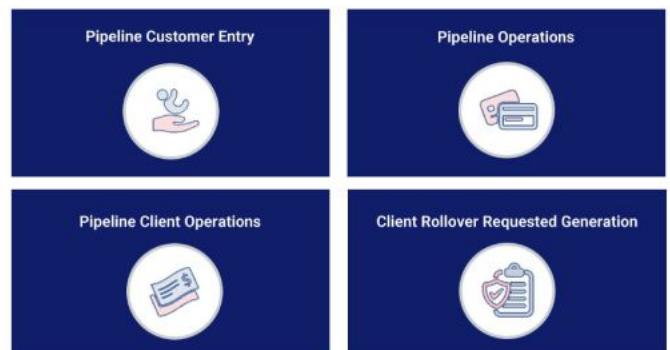 Pipeline Customer Entry
Pipeline Operations
Pipeline Client Operations
Client Rollover Requested Generation
$